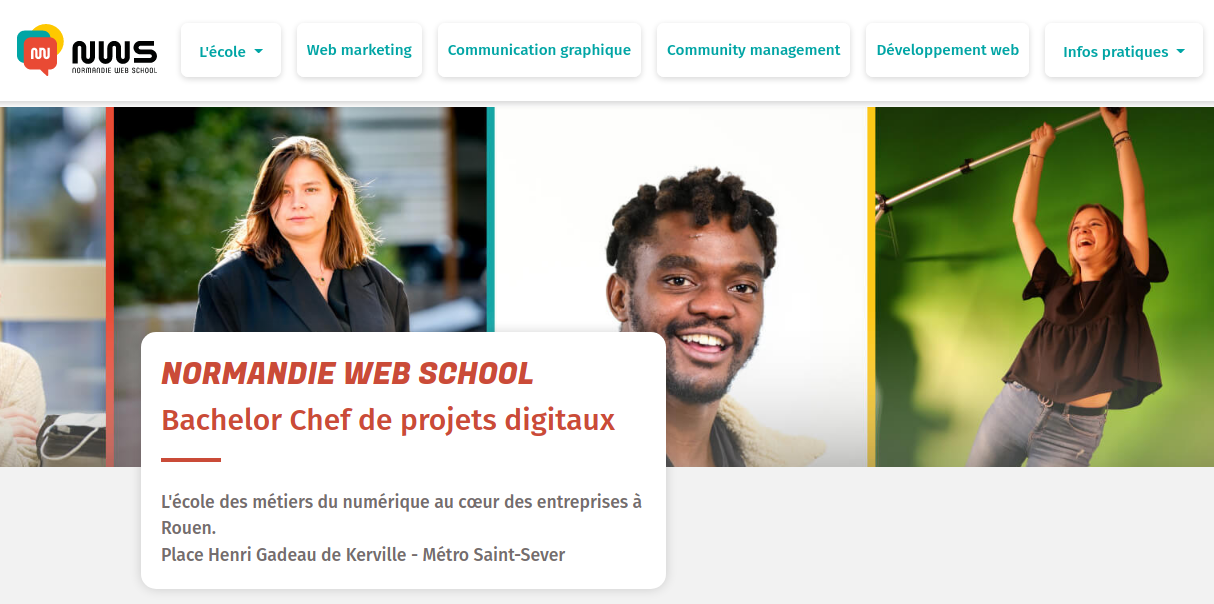 NWS
NORMANDIE WEB SCHOOL
L'école
Web marketing
Communication graphique
Community management
Développement web
Infos pratiques
NORMANDIE WEB SCHOOL
Bachelor Chef de projets digitaux
L'école des métiers du numérique au cœur des entreprises à
Rouen.
Place Henri Gadeau de Kerville - Métro Saint-Sever